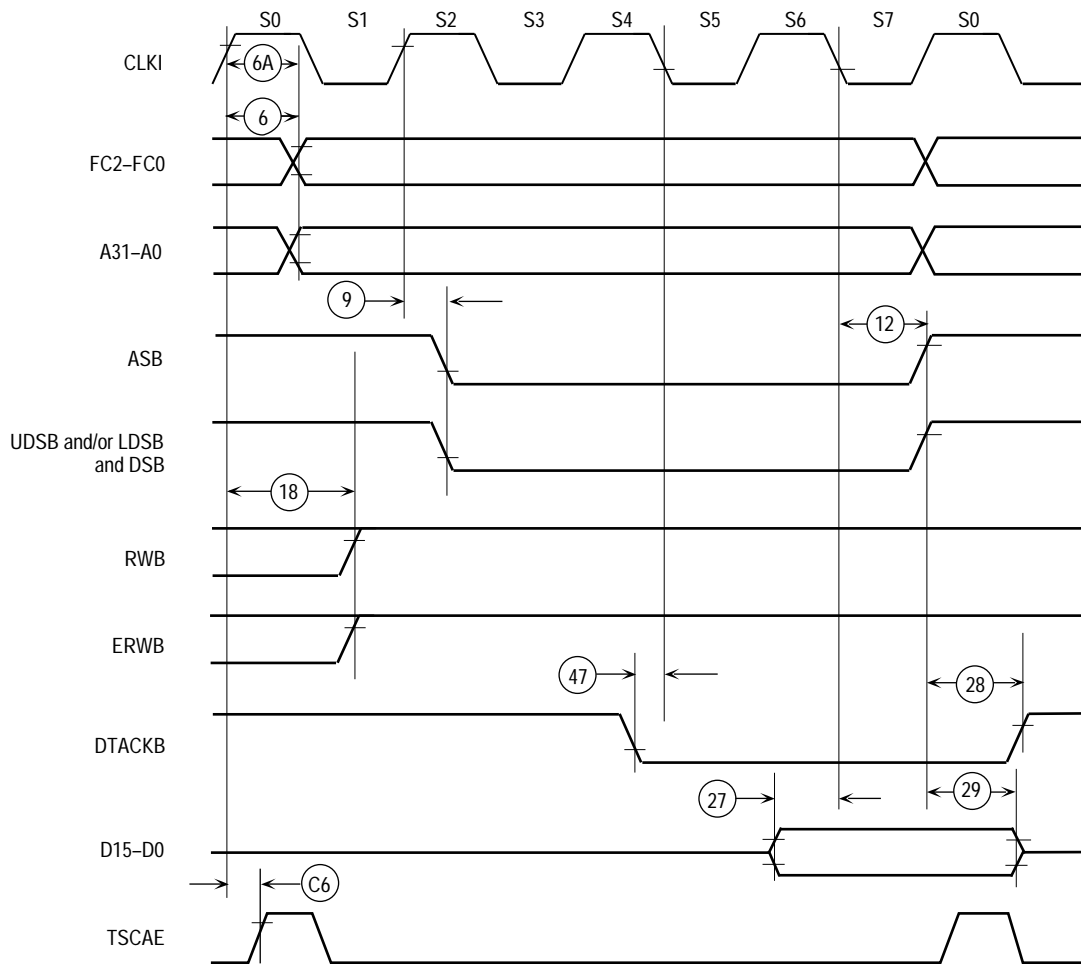 S0 S1 S2 S3 S4 S5 S6 S7 S0
CLKI
6A
6
FC2–FC0
A31–A0
9
12
ASB
UDSB and/or LDSB
and DSB
18
RWB
ERWB
47
28
DTACKB
27
29
D15–D0
C6
TSCAE